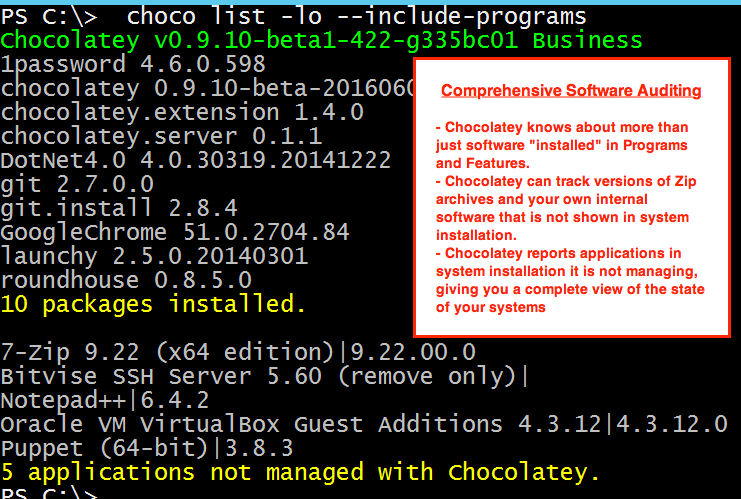 PS C:\>  choco list -lo --include-programs
Chocolatey v0.9.10-beta1-422-g335bc01 Business
1password 4.6.0.598
chocolatey 0.9.10-beta-2016060
chocolatey.extension 1.4.0
chocolatey.server 0.1.1
DotNet4.0 4.0.30319.20141222
git 2.7.0.0
git.install 2.8.4
GoogleChrome 51.0.2704.84
launchy 2.5.0.20140301
roundhouse 0.8.5.0
10 packages installed.
Comprehensive Software Auditing
- Chocolatey knows about more than
just software "installed" in Programs
and Features.
- Chocolatey can track versions of Zip
archives and your own internal
software that is not shown in system
installation.
- Chocolatey reports applications in
system installation it is not managing,
giving you a complete view of the state
of your systems
7-Zip 9.22 (x64 edition)|9.22.00.0
Bitvise SSH Server 5.60 (remove only)|
Notepad++|6.4.2
Oracle VM VirtualBox Guest Additions 4.3.12|4.3.12.0
Puppet (64-bit)|3.8.3
5 applications not managed with Chocolatey.
PS C:\>